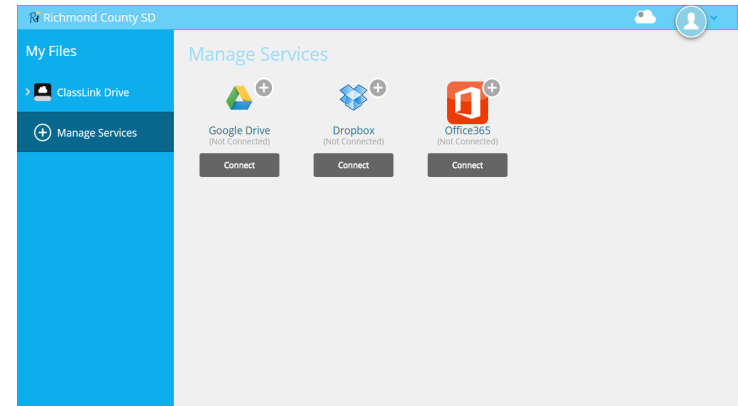 Richmond County SD
My Files
ClassLink Drive
Manage Services
Manage Services
Google Drive
(Not Connected)
Connect
Dropbox
(Not Connected)
Connect
Office365
(Not Connected)
Connect